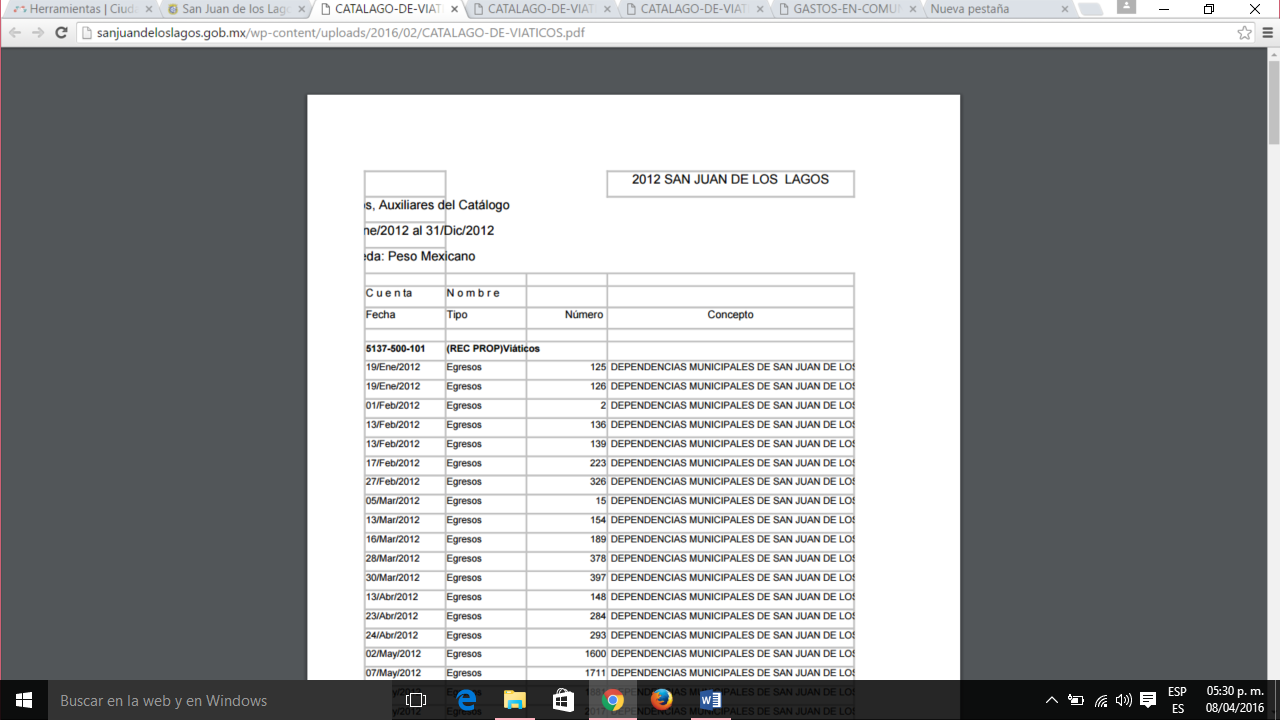 Herramientas | Ciuda
San Juan de los Lago
CATALAGO-DE-VIATI
CATALAGO-DE-VIATI
CATALAGO-DE-VIATI
GASTOS-EN-COMUN
Nueva pestaña
sanjuandeloslagos.gob.mx/wp-content/uploads/2016/02/CATALAGO-DE-VIATICOS.pdf
2012 SAN JUAN DE LOS LAGOS
s, Auxiliares del Catálogo
ne/2012 al 31/Dic/2012
eda: Peso Mexicano
C u e n ta N o m b r e
Fecha Tipo Número Concepto
5137-500-101 (REC PROP)Viáticos
19/Ene/2012 Egresos 125 DEPENDENCIAS MUNICIPALES DE SAN JUAN DE LOS
19/Ene/2012 Egresos 126 DEPENDENCIAS MUNICIPALES DE SAN JUAN DE LOS
01/Feb/2012 Egresos 2 DEPENDENCIAS MUNICIPALES DE SAN JUAN DE LOS
13/Feb/2012 Egresos 136 DEPENDENCIAS MUNICIPALES DE SAN JUAN DE LOS
13/Feb/2012 Egresos 139 DEPENDENCIAS MUNICIPALES DE SAN JUAN DE LOS
17/Feb/2012 Egresos 223 DEPENDENCIAS MUNICIPALES DE SAN JUAN DE LOS
27/Feb/2012 Egresos 326 DEPENDENCIAS MUNICIPALES DE SAN JUAN DE LOS
05/Mar/2012 Egresos 15 DEPENDENCIAS MUNICIPALES DE SAN JUAN DE LOS
13/Mar/2012 Egresos 154 DEPENDENCIAS MUNICIPALES DE SAN JUAN DE LOS
16/Mar/2012 Egresos 189 DEPENDENCIAS MUNICIPALES DE SAN JUAN DE LOS
28/Mar/2012 Egresos 378 DEPENDENCIAS MUNICIPALES DE SAN JUAN DE LOS
30/Mar/2012 Egresos 397 DEPENDENCIAS MUNICIPALES DE SAN JUAN DE LOS
13/Abr/2012 Egresos 148 DEPENDENCIAS MUNICIPALES DE SAN JUAN DE LOS
23/Abr/2012 Egresos 284 DEPENDENCIAS MUNICIPALES DE SAN JUAN DE LOS
24/Abr/2012 Egresos 293 DEPENDENCIAS MUNICIPALES DE SAN JUAN DE LOS
02/May/2012 Egresos 1600 DEPENDENCIAS MUNICIPALES DE SAN JUAN DE LOS
07/May/2012 Egresos 1711 DEPENDENCIAS MUNICIPALES DE SAN JUAN DE LOS
Buscar en la web y en Windows
ESP
ES
05:30 p. m.
08/04/2016